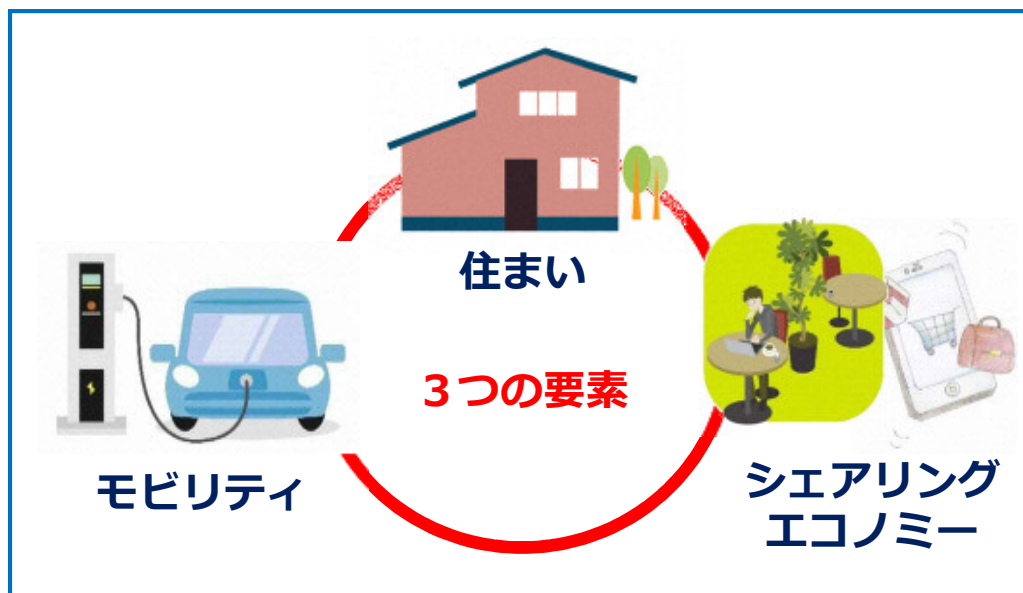 住まい
３つの要素
モビリティ
シェアリング
エコノミー